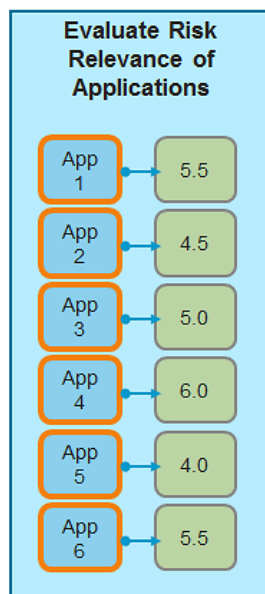 Evaluate Risk
Relevance of
Applications
App
1
5.5
App
2
4.5
App
3
5.0
App
4
6.0
App
5
4.0
App
6
5.5